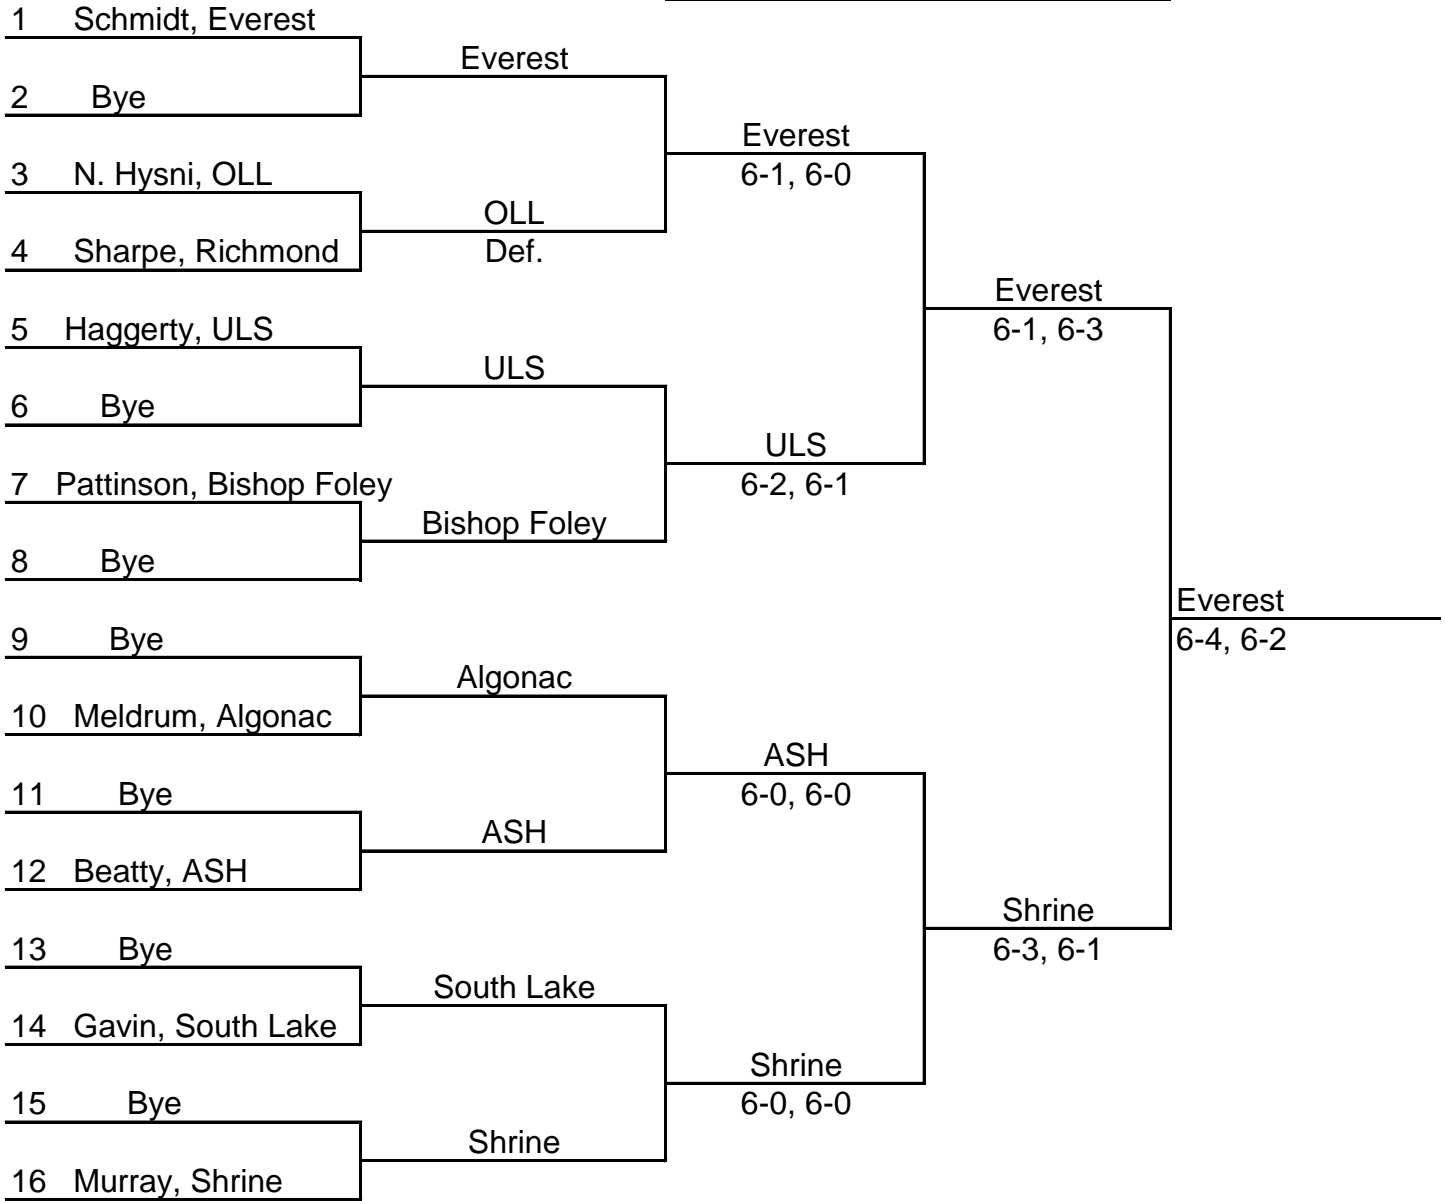 1 Schmidt, Everest
Everest
2 Bye
Everest
6-1, 6-0
3 N. Hysni, OLL
OLL
Def.
4 Sharpe, Richmond
Everest
6-1, 6-3
5 Haggerty, ULS
ULS
6 Bye
ULS
6-2, 6-1
7 Pattinson, Bishop Foley
Bishop Foley
8 Bye
Everest
6-4, 6-2
9 Bye
Algonac
10 Meldrum, Algonac
ASH
6-0, 6-0
11 Bye
ASH
12 Beatty, ASH
Shrine
6-3, 6-1
13 Bye
South Lake
14 Gavin, South Lake
Shrine
6-0, 6-0
15 Bye
Shrine
16 Murray, Shrine